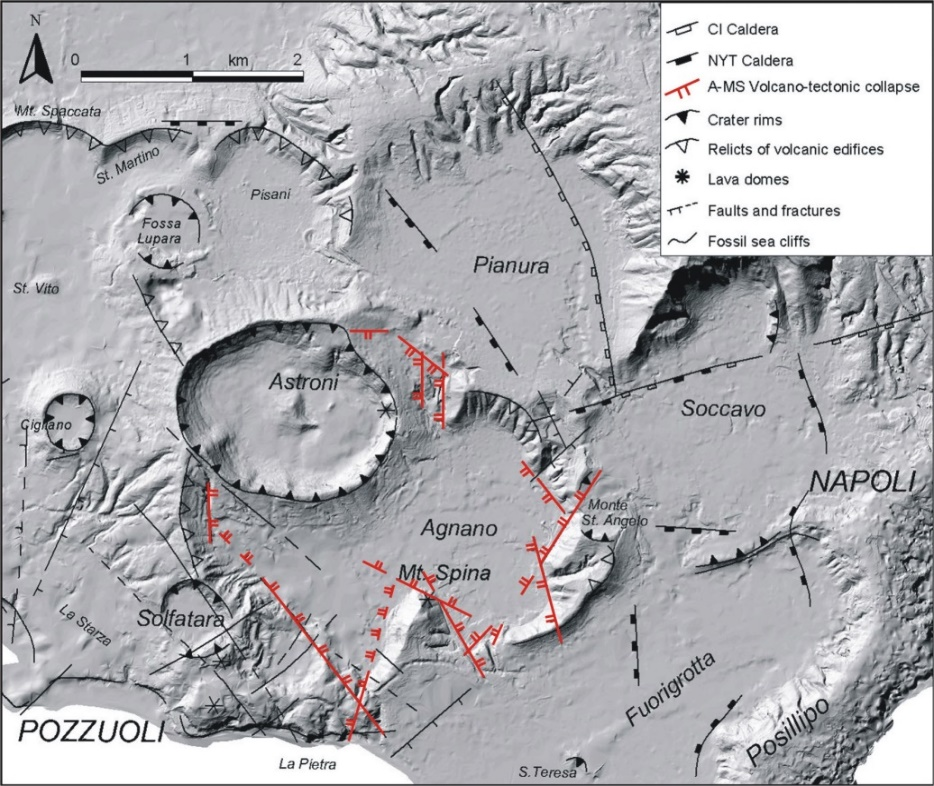 N
0 1 km 2
CI Caldera
NYT Caldera
A-MS Volcano-tectonic collapse
Crater rims
Relicts of volcanic edifices
Lava domes
Faults and fractures
Fossil sea cliffs
Mt. Spaccata
St. Martino
Pisani
Fossa
Lupara
St. Vito
Pianura
Astroni
Cigliano
Soccavo
NAPOLI
Agnano
Monte
St. Angelo
Mt. Spina
La Starza
Solfatara
Fuorigrotta
Posillipo
POZZUOLI
La Pietra
S.Teresa